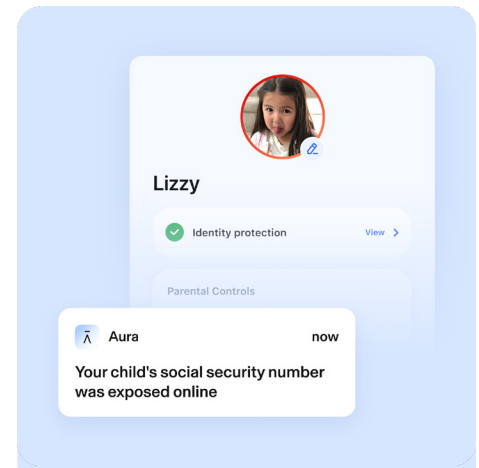 Lizzy
Identity protection View
Parental Controls
Aura now
Your child's social security number
was exposed online